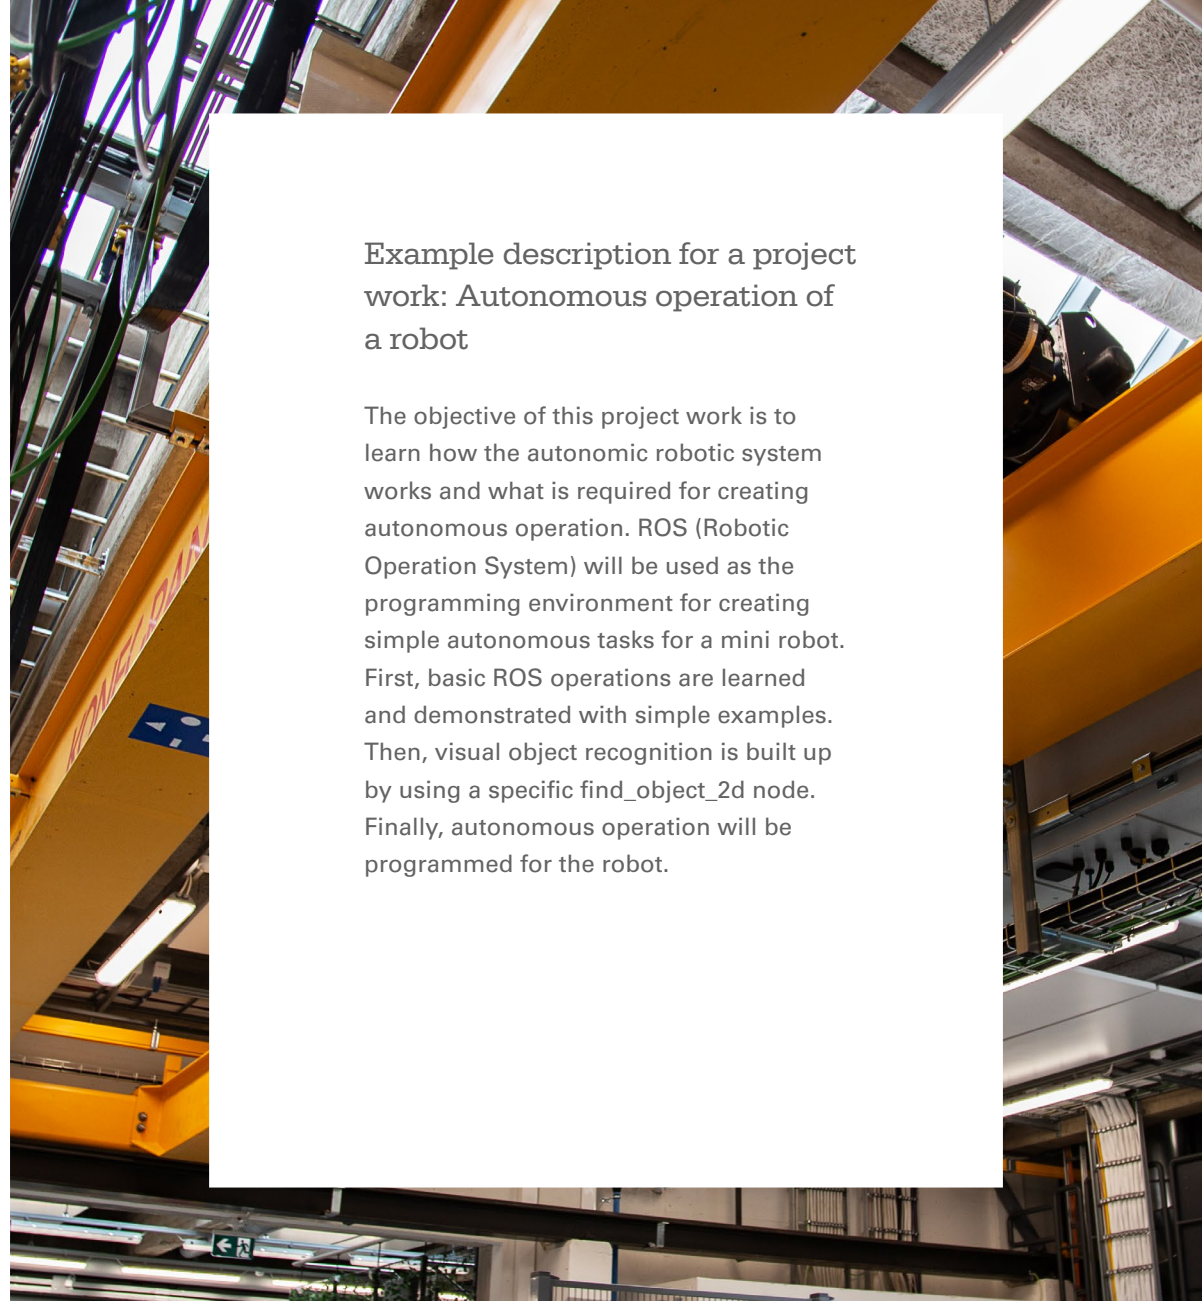 Example description for a project
work: Autonomous operation of
a robot
The objective of this project work is to
learn how the autonomic robotic system
works and what is required for creating
autonomous operation. ROS (Robotic
Operation System) will be used as the
programming environment for creating
simple autonomous tasks for a mini robot.
First, basic ROS operations are learned
and demonstrated with simple examples.
Then, visual object recognition is built up
by using a specific find_object_2d node.
Finally, autonomous operation will be
programmed for the robot.